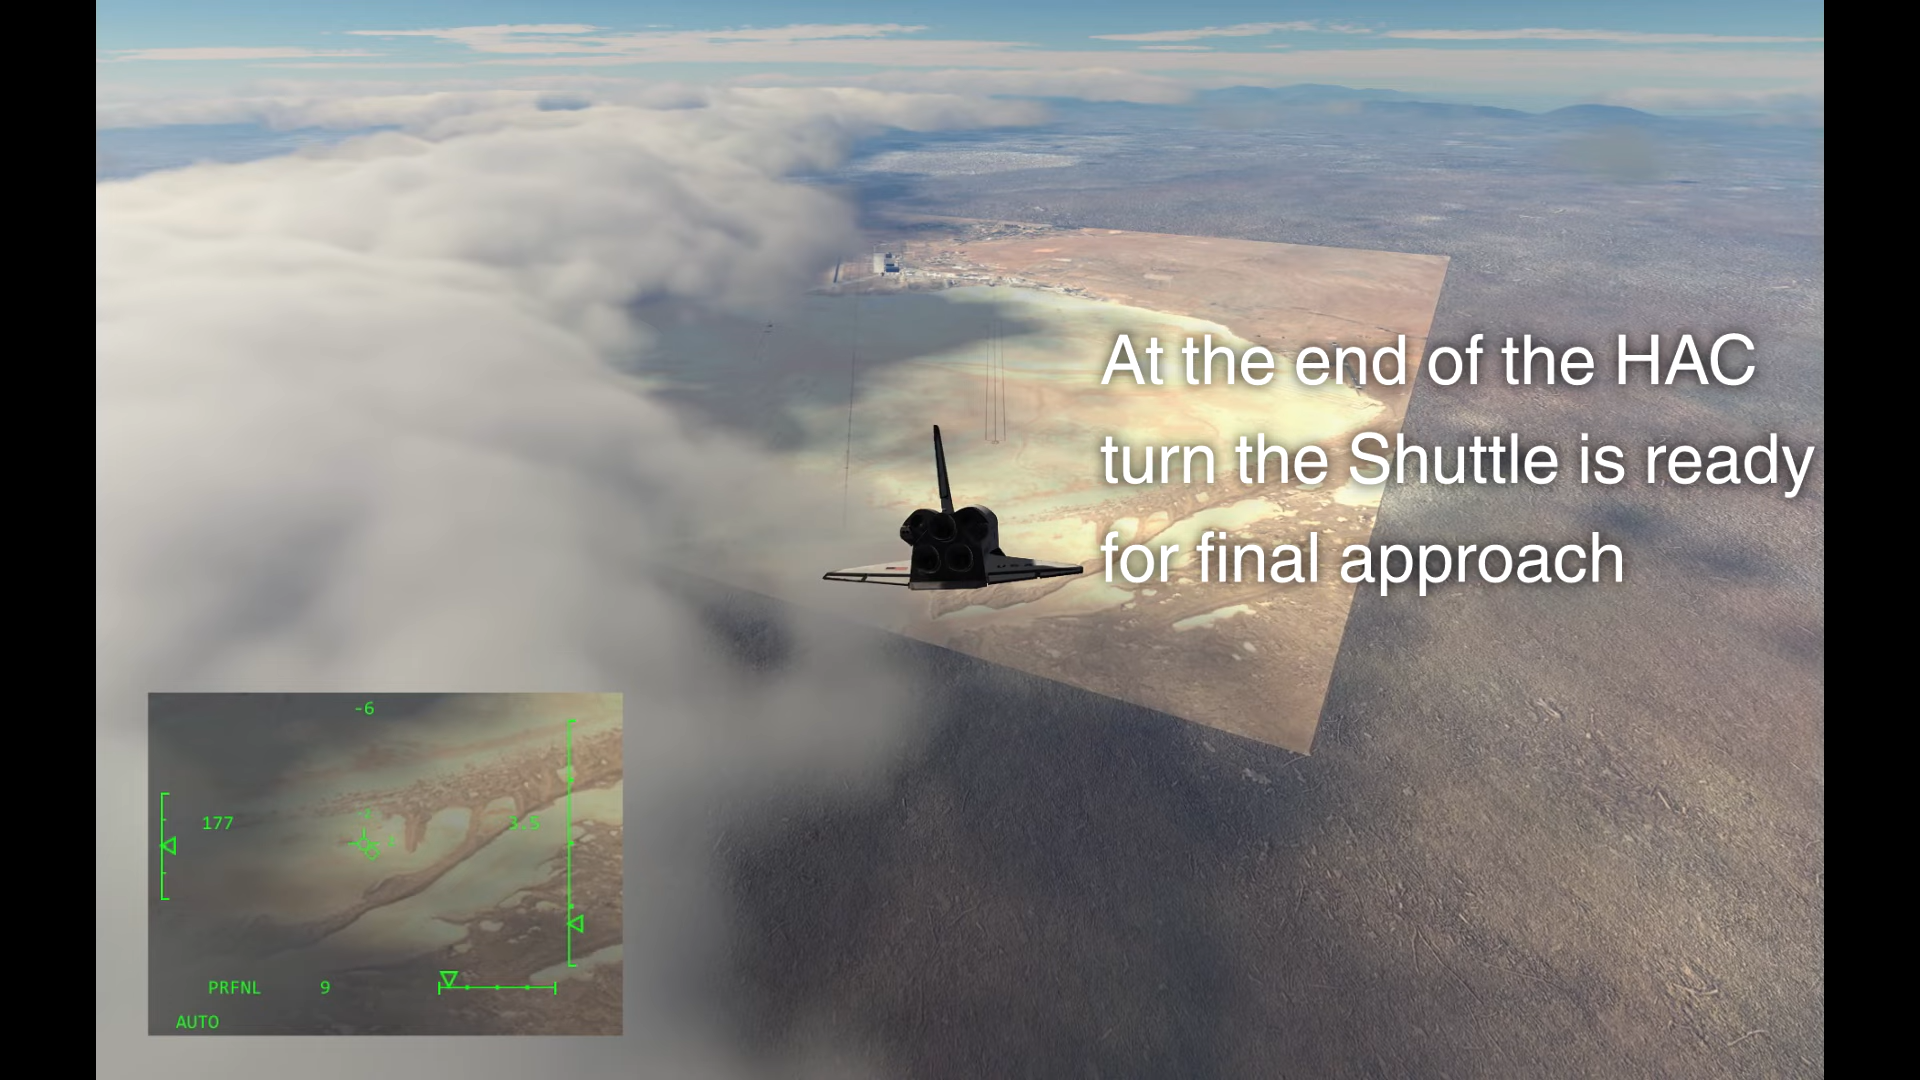 At the end of the HAC
turn the Shuttle is ready
for final approach
-6
177
3.5
PRFNL 9
AUTO